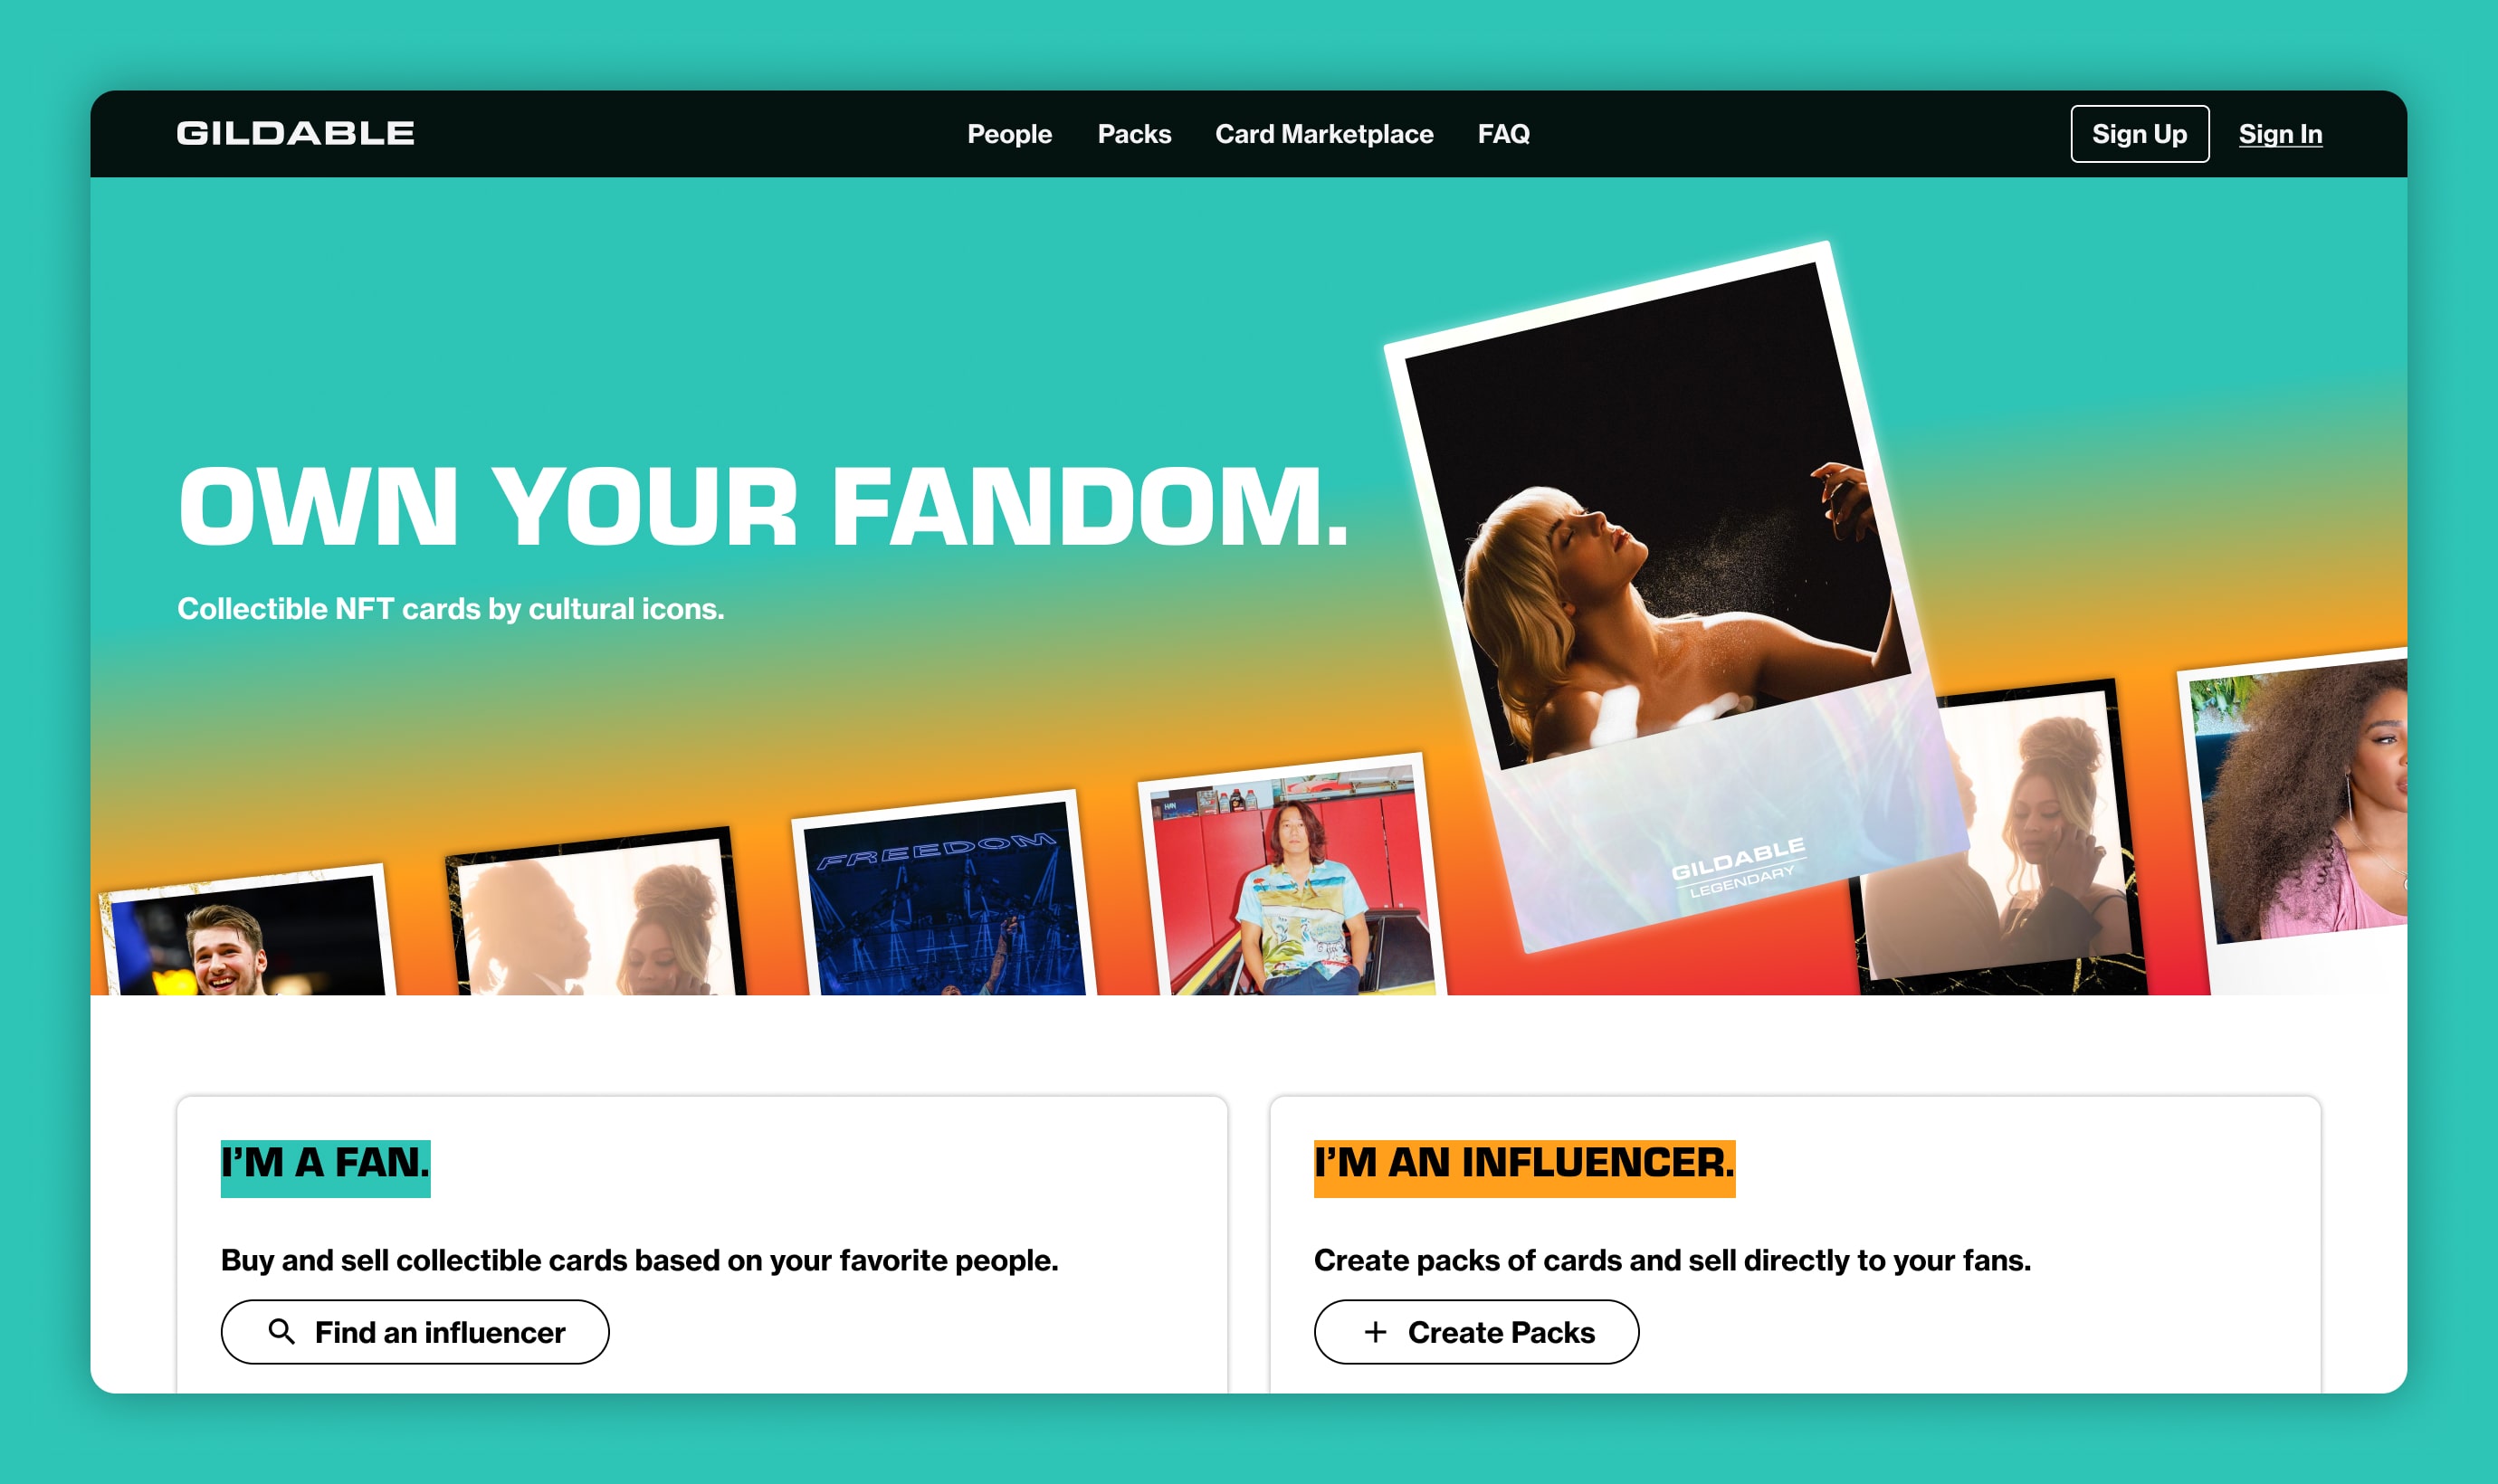 GILDABLE
People Packs Card Marketplace FAQ
Sign Up Sign In
OWN YOUR FANDOM.
Collectible NFT cards by cultural icons.
FREEDOM
HAN
GILDABLE
LEGENDARY
I’M A FAN.
Buy and sell collectible cards based on your favorite people.
Find an influencer
I’M AN INFLUENCER.
Create packs of cards and sell directly to your fans.
Create Packs